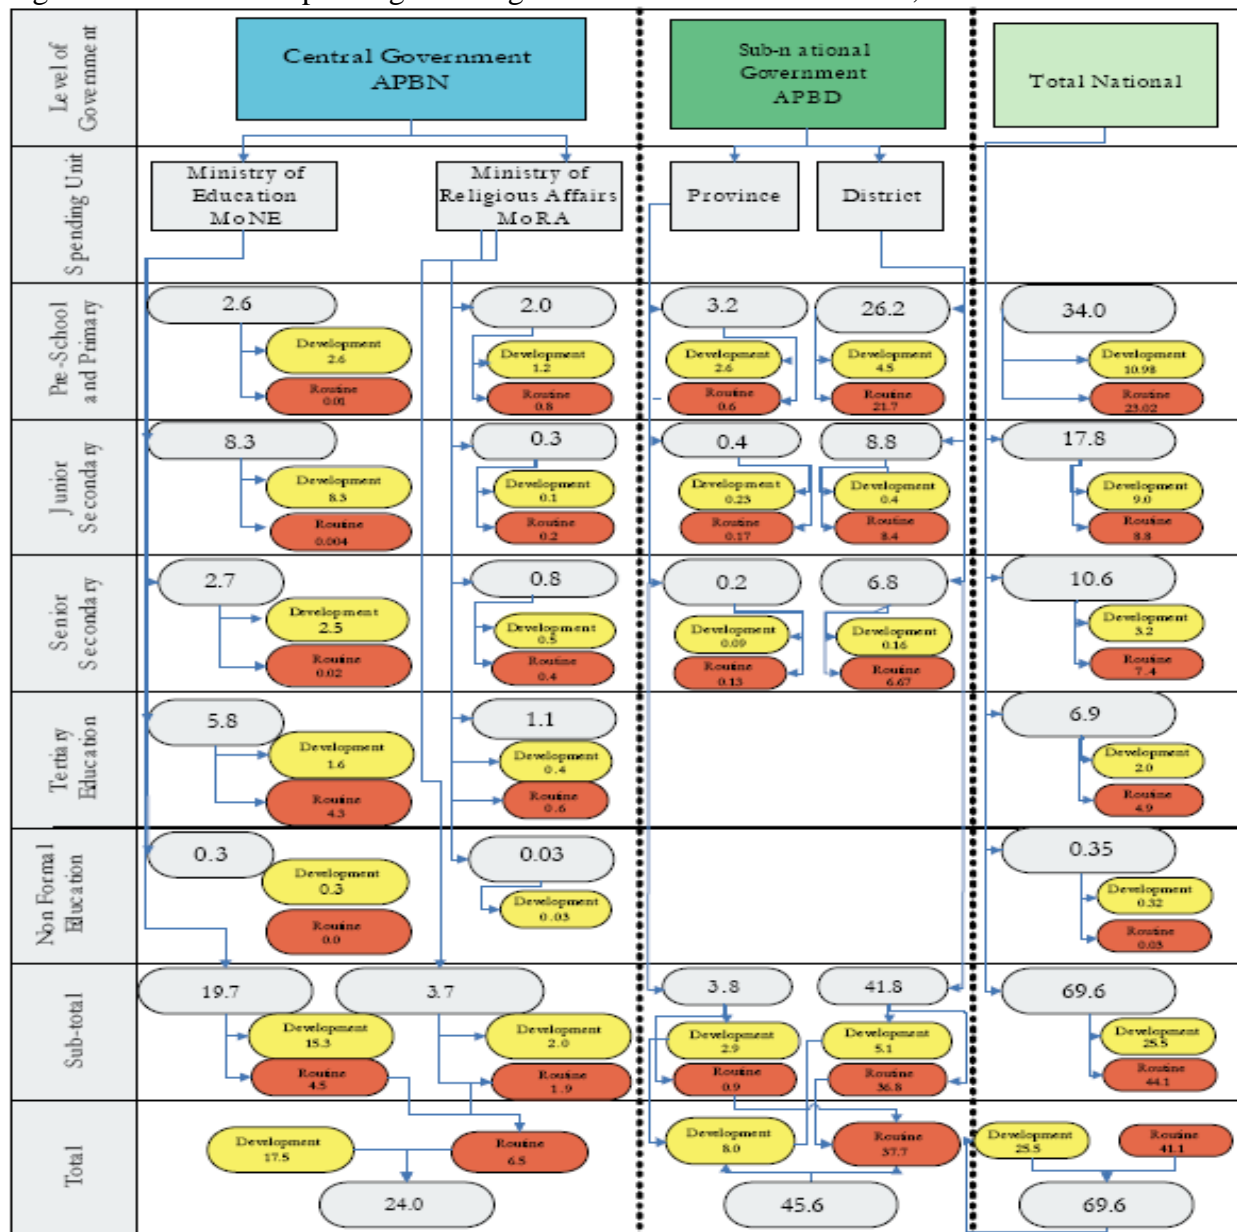 Level of
Government
Central Government
APBN
Sub-national
Government
APBD
Total National
Spending Unit
Ministry of
Education
MoNE
Ministry of
Religious Affairs
MoRA
Province
District
Pre-School
and Primary
2.6
Development
2.6
Routine
0.01
2.0
Development
1.2
Routine
0.8
3.2
Development
2.6
Routine
0.6
26.2
Development
4.5
Routine
21.7
34.0
Development
10.98
Routine
23.02
Junior
Secondary
8.3
Development
8.3
Routine
0.004
0.3
Development
0.1
Routine
0.2
0.4
Development
0.23
Routine
0.17
8.8
Development
0.4
Routine
8.4
17.8
Development
9.0
Routine
8.8
Senior
Secondary
2.7
Development
2.5
Routine
0.02
0.8
Development
0.5
Routine
0.4
0.2
Development
0.09
Routine
0.13
6.8
Development
0.16
Routine
6.67
10.6
Development
3.2
Routine
7.4
Tertiary
Education
5.8
Development
1.6
Routine
4.3
1.1
Development
0.4
Routine
0.6
6.9
Development
2.0
Routine
4.9
Non Formal
Education
0.3
Development
0.3
Routine
0.0
0.03
Development
0.03
0.35
Development
0.32
Routine
0.03
Sub-total
19.7
Development
15.3
Routine
4.5
3.7
Development
2.0
Routine
1.9
3.8
Development
2.9
Routine
0.9
41.8
Development
5.1
Routine
36.8
69.6
Development
25.5
Routine
44.1
Total
Development
17.5
Routine
6.5
24.0
Development
8.0
Routine
37.7
45.6
Development
25.5
Routine
41.1
69.6